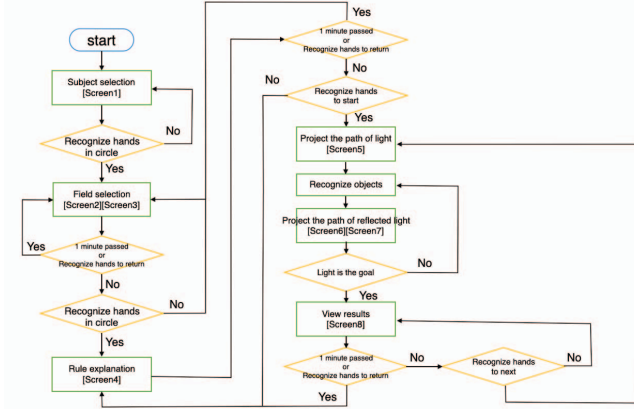 start
Subject selection
[Screen1]
Recognize hands
in circle
No
Yes
Field selection
[Screen2][Screen3]
Yes
1 minute passed
or
Recognize hands to return
No
Recognize hands
in circle
No
Yes
Rule explanation
[Screen4]
Yes
1 minute passed
or
Recognize hands to return
No
No
Recognize hands
to start
Yes
Project the path of light
[Screen5]
Recognize objects
Project the path of reflected light
[Screen6][Screen7]
Light is the goal
No
Yes
View results
[Screen8]
1 minute passed
or
Recognize hands to return
No
Yes
Recognize hands
to next
No
Yes